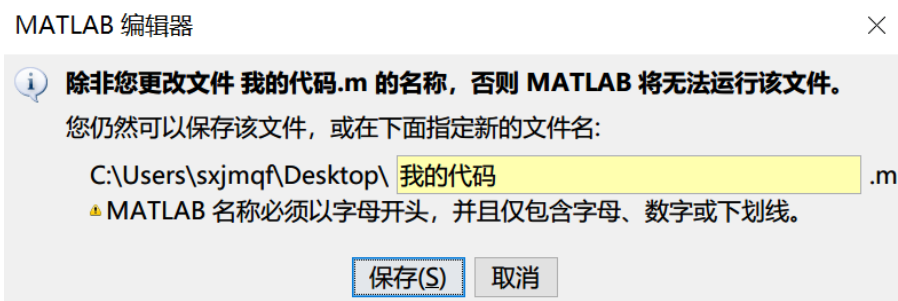 MATLAB 编辑器
除非您更改文件 我的代码.m 的名称，否则 MATLAB 将无法运行该文件。
您仍然可以保存该文件，或在下面指定新的文件名:
C:\Users\sxjmqf\Desktop\ 我的代码 .m
MATLAB 名称必须以字母开头，并且仅包含字母、数字或下划线。
保存(S) 取消